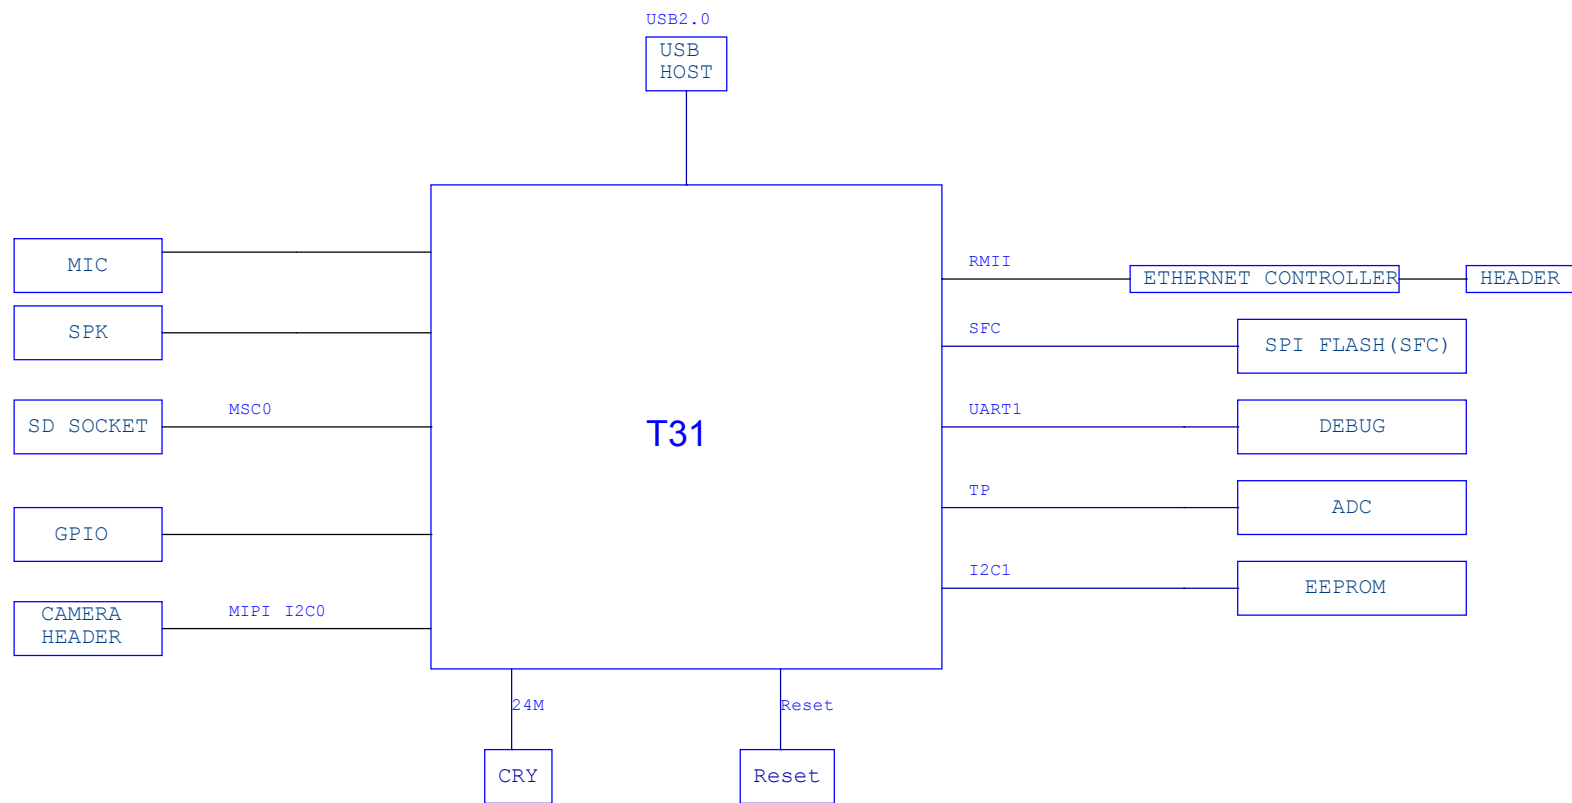 USB2.0
USB
HOST
MIC
RMII
ETHERNET CONTROLLER
HEADER
SPK
SFC
SPI FLASH(SFC)
SD SOCKET
MSC0
T31
UART1
DEBUG
GPIO
TP
ADC
CAMERA
HEADER
MIPI I2C0
I2C1
EEPROM
24M
Reset
CRY
Reset